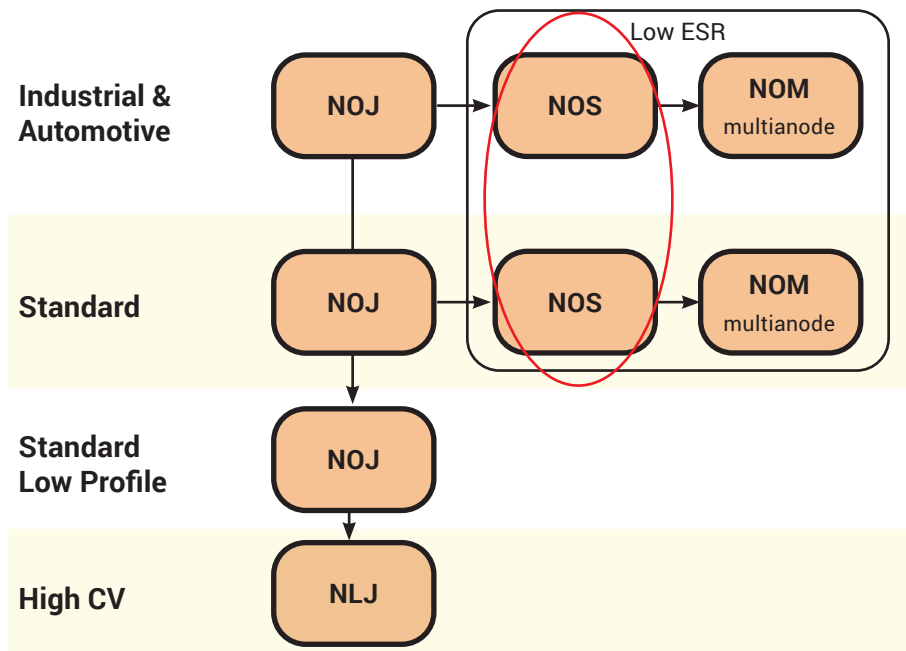 Low ESR
Industrial &
Automotive
NOJ
NOS
NOM
multianode
Standard
NOJ
NOS
NOM
multianode
Standard
Low Profile
NOJ
High CV
NLJ